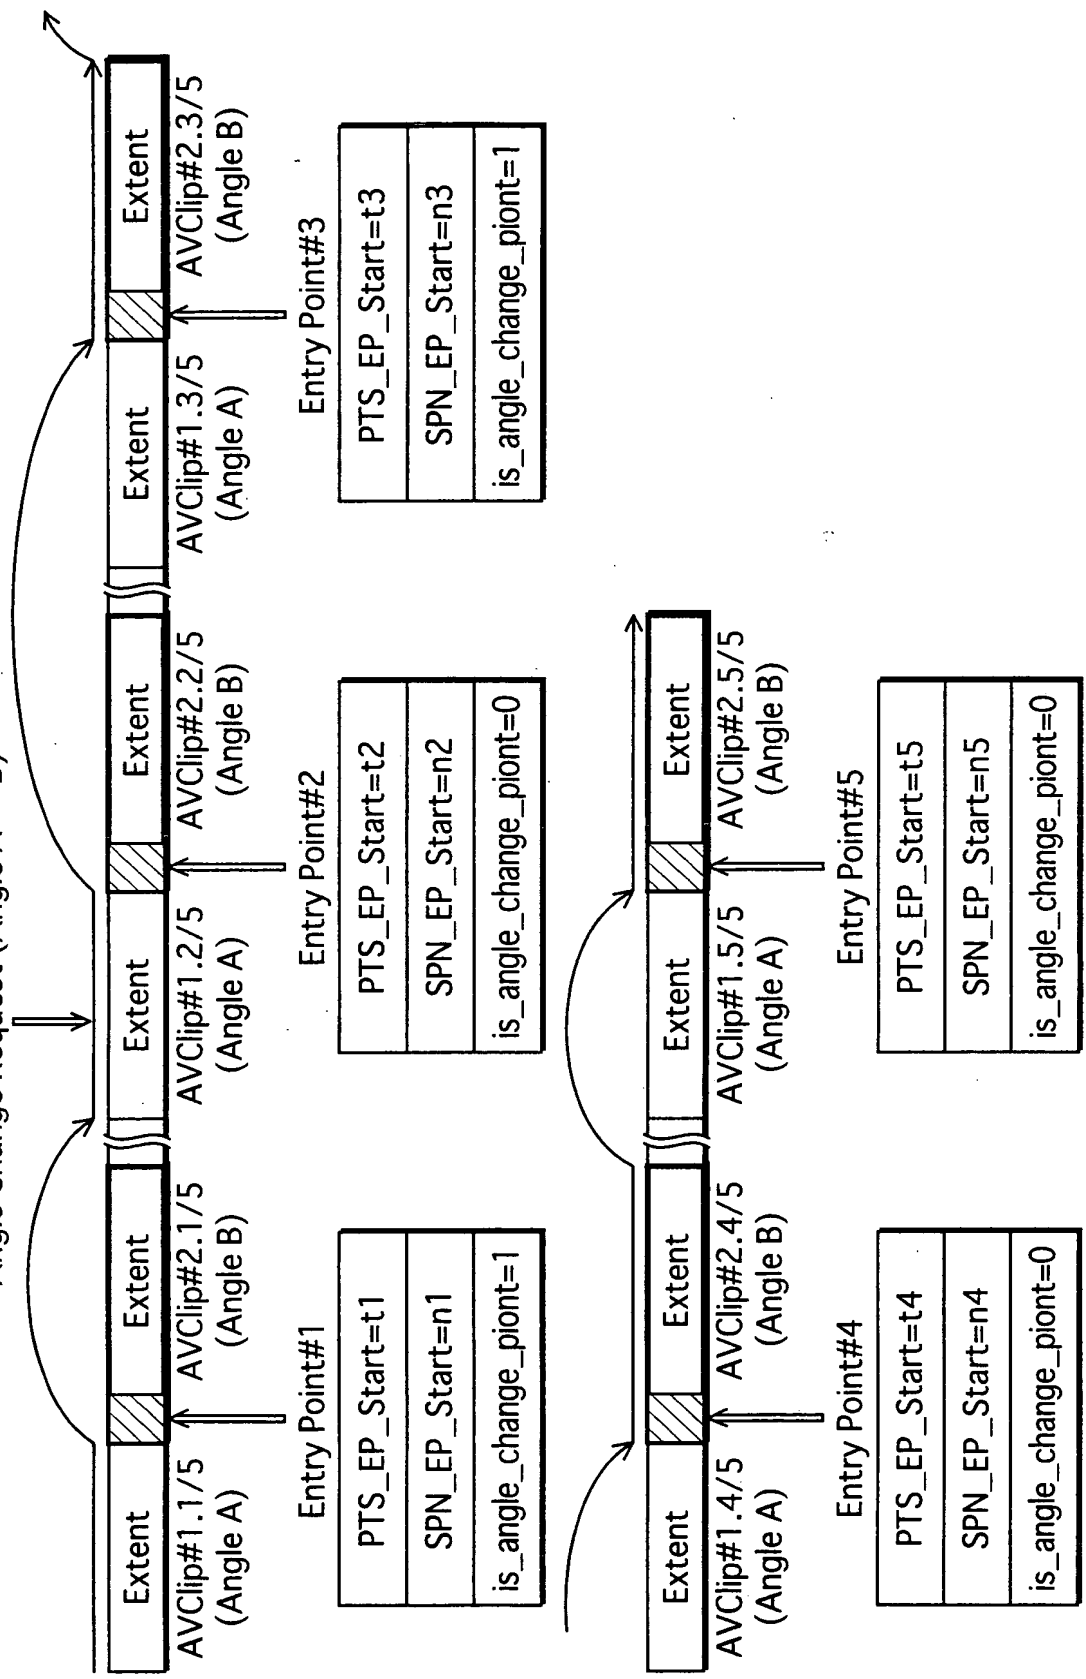 Angle Change Request (Angle
Extent Extent Extent Extent Extent Extent
AVClip#1.1/5 AVClip#2.1/5 AVClip#1.2/5 AVClip#2.2/5 AVClip#1.3/5 AVClip#2.3/5
(Angle A) (Angle B) (Angle A) (Angle B) (Angle A) (Angle B)
Entry Point#1 Entry Point#2 Entry Point#3
PTS_EP_Start=t1 PTS_EP_Start=t2 PTS_EP_Start=t3
SPN_EP_Start=n1 SPN_EP_Start=n2 SPN_EP_Start=n3
is_angle_change_piont=1 is_angle_change_piont=0 is_angle_change_piont=1
Extent Extent Extent Extent
AVClip#1.4/5 AVClip#2.4/5 AVClip#1.5/5 AVClip#2.5/5
(Angle A) (Angle B) (Angle A) (Angle B)
Entry Point#4 Entry Point#5
PTS_EP_Start=t4 PTS_EP_Start=t5
SPN_EP_Start=n4 SPN_EP_Start=n5
is_angle_change_piont=0 is_angle_change_piont=0